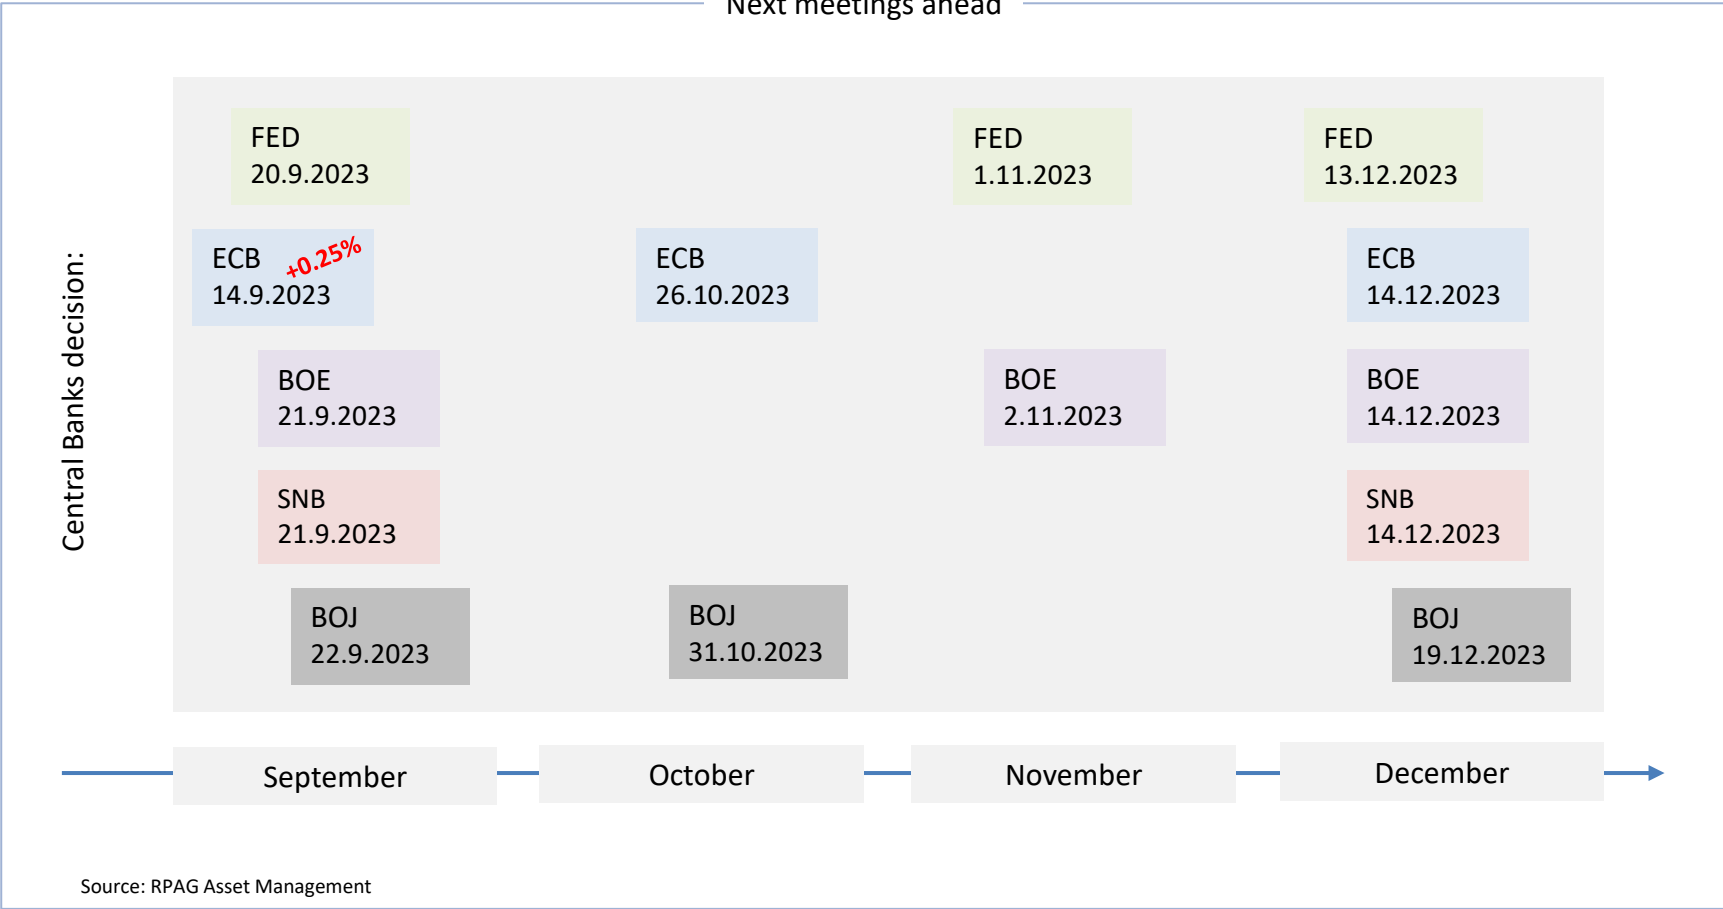 Next meetings ahead
Central Banks decision:
FED
20.9.2023
FED
1.11.2023
FED
13.12.2023
ECB +0.25%
14.9.2023
ECB
26.10.2023
ECB
14.12.2023
BOE
21.9.2023
BOE
2.11.2023
BOE
14.12.2023
SNB
21.9.2023
SNB
14.12.2023
BOJ
22.9.2023
BOJ
31.10.2023
BOJ
19.12.2023
September
October
November
December
Source: RPAG Asset Management